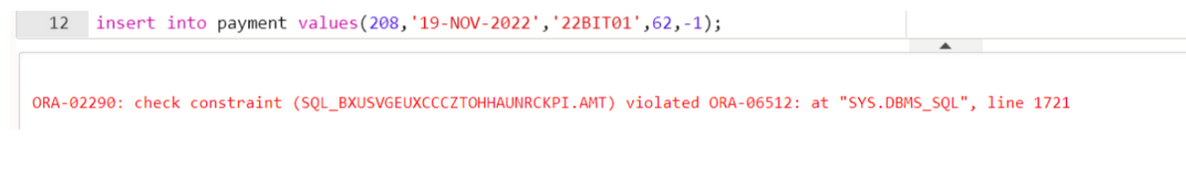 12 insert into payment values(208,'19-NOV-2022','22BIT01',62,-1);
ORA-02290: check constraint (SQL_BXUSVGEUXCCCZTOHHAUNRCKPI.AMT) violated ORA-06512: at "SYS.DBMS_SQL", line 1721